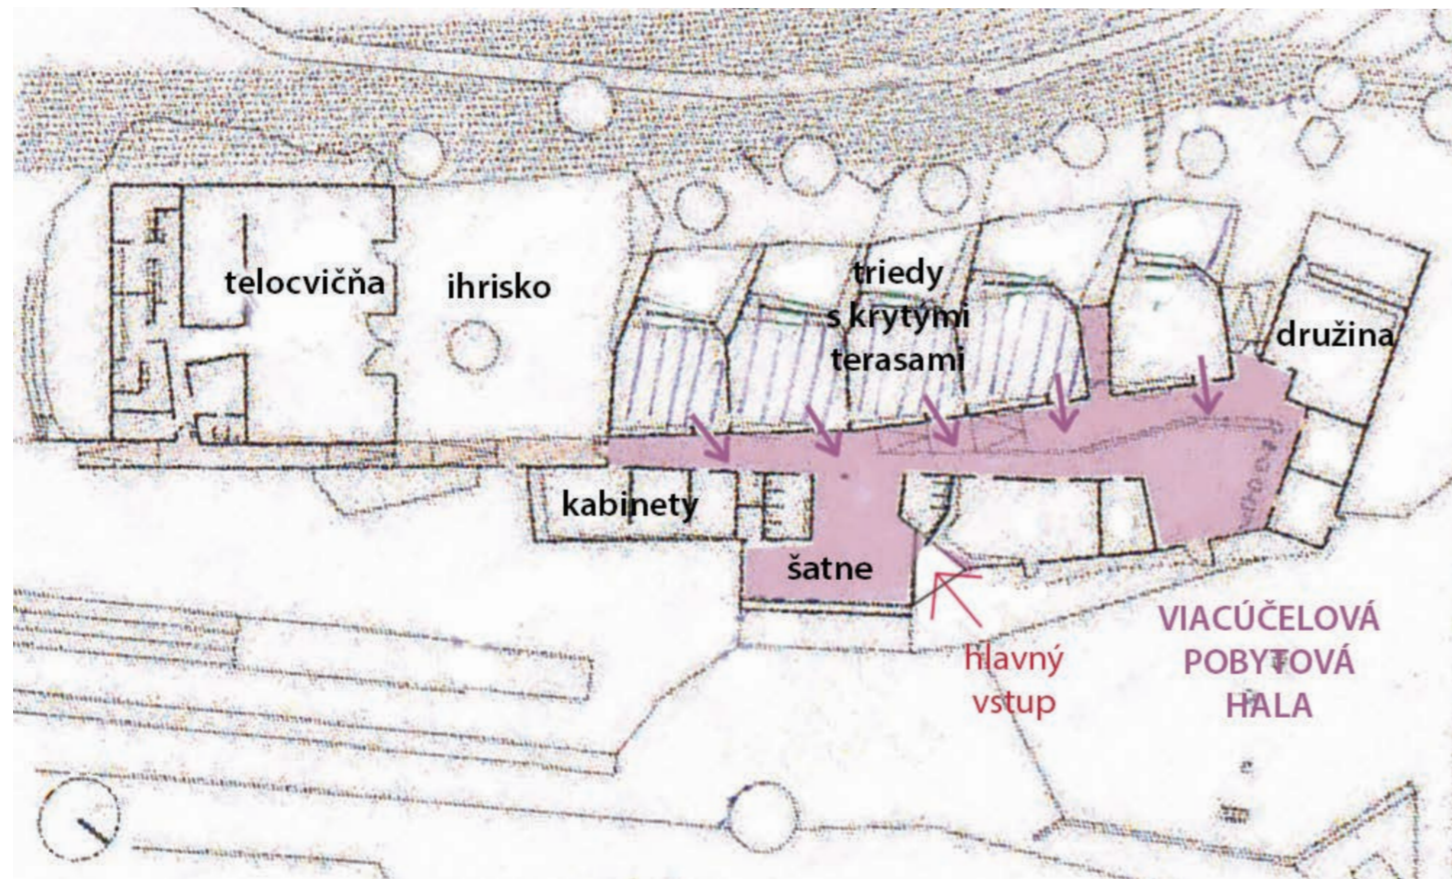 telocvičňa
ihrisko
triedy
s krytými
terasami
družina
kabinety
šatne
hlavný
vstup
VIACÚČELOVÁ
POBYTOVÁ
HALA